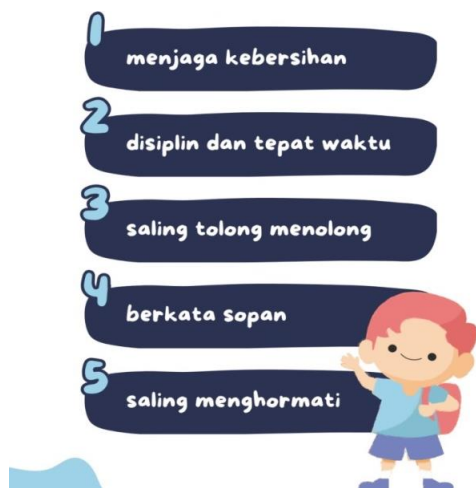 1 menjaga kebersihan
2 disiplin dan tepat waktu
3 saling tolong menolong
4 berkata sopan
5 saling menghormati